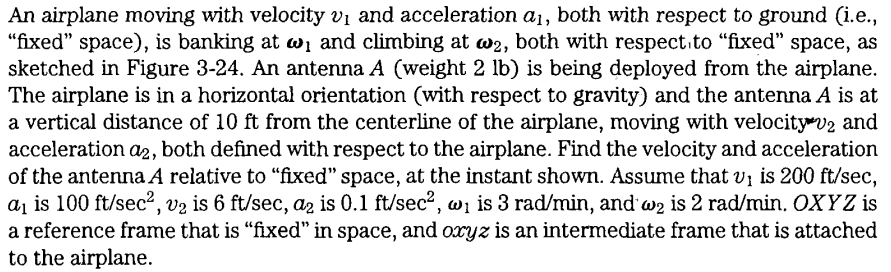 An airplane moving with velocity v₁ and acceleration a₁, both with respect to ground (i.e.,
“fixed” space), is banking at ω₁ and climbing at ω₂, both with respect to “fixed” space, as
sketched in Figure 3-24. An antenna A (weight 2 lb) is being deployed from the airplane.
The airplane is in a horizontal orientation (with respect to gravity) and the antenna A is at
a vertical distance of 10 ft from the centerline of the airplane, moving with velocity v₂ and
acceleration a₂, both defined with respect to the airplane. Find the velocity and acceleration
of the antenna A relative to “fixed” space, at the instant shown. Assume that v₁ is 200 ft/sec,
a₁ is 100 ft/sec², v₂ is 6 ft/sec, a₂ is 0.1 ft/sec², ω₁ is 3 rad/min, and ω₂ is 2 rad/min. OXYZ is
a reference frame that is “fixed” in space, and oxyz is an intermediate frame that is attached
to the airplane.